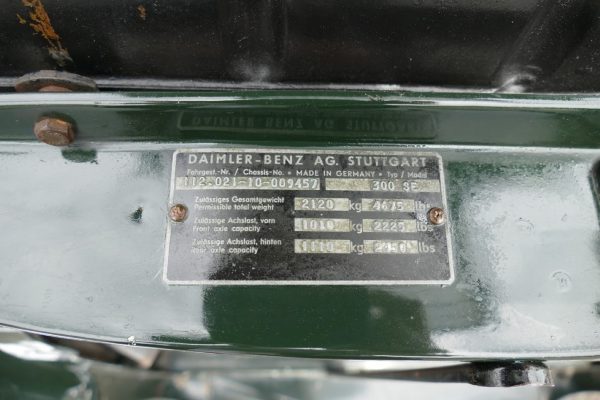 DAIMLER-BENZ AG. STUTTGART
Fahrgest.-Nr. / Chassis-No. • MADE IN GERMANY • Typ / Model
112.021-10-009457 300 SE
Zulässiges Gesamtgewicht 2120 kg 4675 lbs
Permissible total weight
Zulässige Achslast, vorn 1010 kg 2225 lbs
Front axle capacity
Zulässige Achslast, hinten 1110 kg lbs
Rear axle capacity